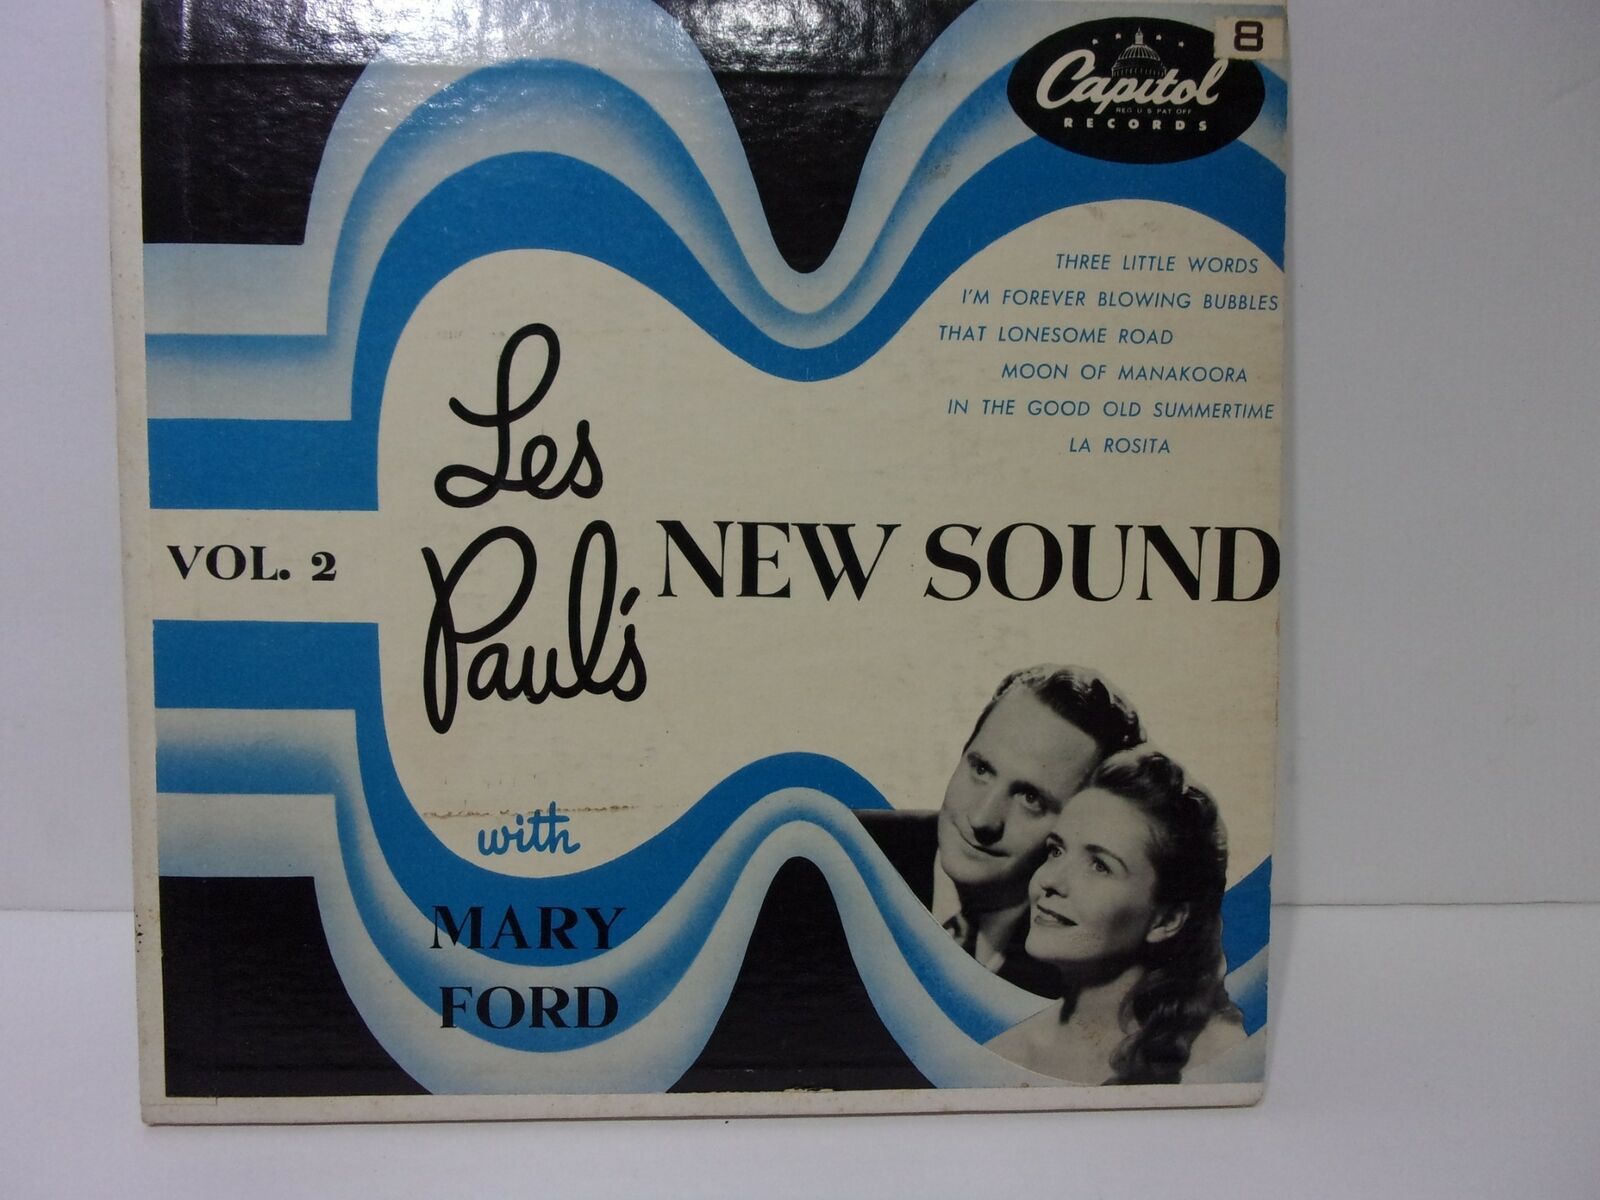 8
Capitol
REG. U.S. PAT. OFF.
RECORDS
THREE LITTLE WORDS
I'M FOREVER BLOWING BUBBLES
THAT LONESOME ROAD
MOON OF MANAKOORA
IN THE GOOD OLD SUMMERTIME
LA ROSITA
VOL. 2
Les
Paul's
NEW SOUND
with
MARY
FORD